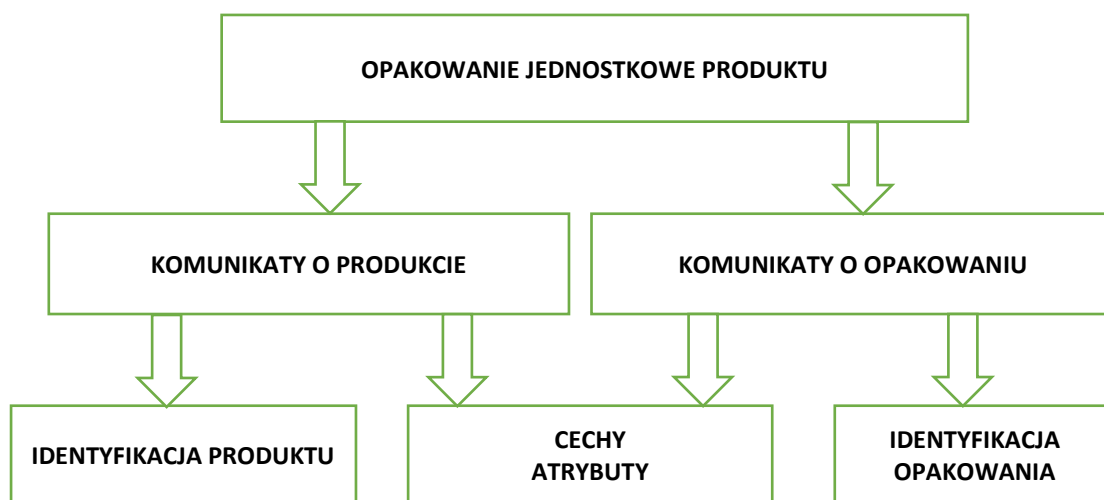 OPAKOWANIE JEDNOSTKOWE PRODUKTU
KOMUNIKATY O PRODUKCIE
KOMUNIKATY O OPAKOWANIU
IDENTYFIKACJA PRODUKTU
CECHY
ATRYBUTY
IDENTYFIKACJA
OPAKOWANIA